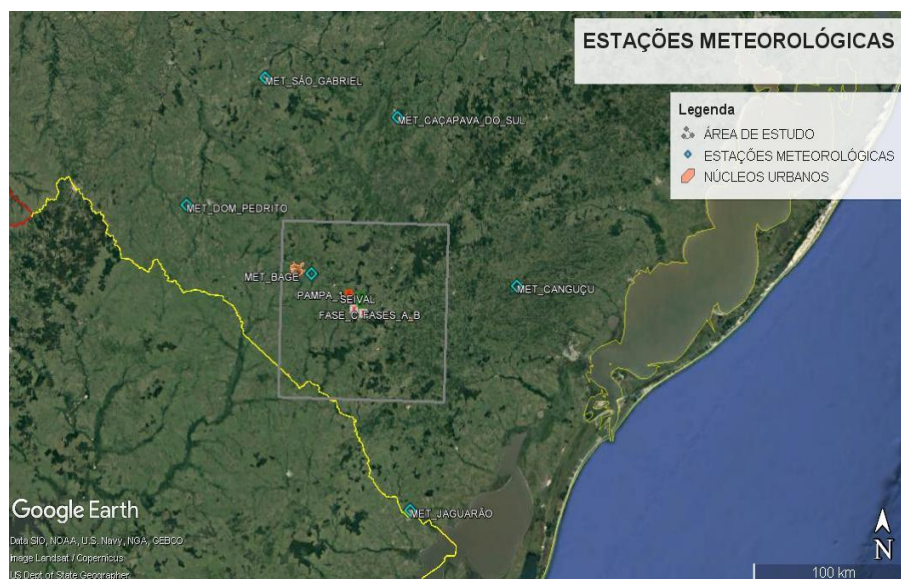 ESTAÇÕES METEOROLÓGICAS
Legenda
ÁREA DE ESTUDO
ESTAÇÕES METEOROLÓGICAS
NÚCLEOS URBANOS
MET_SÃO_GABRIEL
MET_CAÇAPAVA_DO_SUL
MET_DOM_PEDRITO
MET_BAGÉ
MET_CANGUÇU
PAMPA_1
SEIVAL
FASE_C
FASES_A_B
MET_JAGUARÃO
Google Earth
Data SIO, NOAA, U.S. Navy, NGA, GEBCO
Image Landsat / Copernicus
US Dept of State Geographer
N
100 km